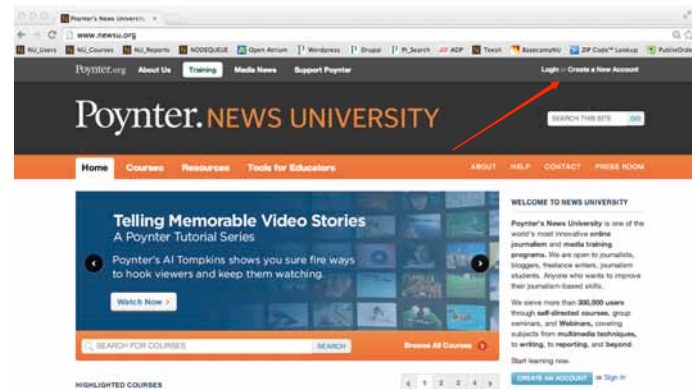 Poynter's News Universit
www.newsu.org
NU_Users NU_Courses NU_Reports NODEQUEUE Open Atrium Wordpress Drupal PI_Search ADP Teesh BasecampNU ZIP Code™ Lookup PublicOrde
Poynter.org About Us Training Media News Support Poynter Login or Create a New Account
Poynter. NEWS UNIVERSITY
SEARCH THIS SITE GO
Home Courses Resources Tools for Educators ABOUT HELP CONTACT PRESS ROOM
Telling Memorable Video Stories
A Poynter Tutorial Series
Poynter's Al Tompkins shows you sure fire ways
to hook viewers and keep them watching.
Watch Now >
SEARCH FOR COURSES SEARCH Browse All Courses
HIGHLIGHTED COURSES
1 2 3 4
WELCOME TO NEWS UNIVERSITY
Poynter's News University is one of the
world's most innovative online
journalism and media training
programs. We are open to journalists,
bloggers, freelance writers, journalism
students. Anyone who wants to improve
their journalism-based skills.
We serve more than 300,000 users
through self-directed courses, group
seminars, and Webinars, covering
subjects from multimedia techniques,
to writing, to reporting, and beyond.
Start learning now.
CREATE AN ACCOUNT or Sign in